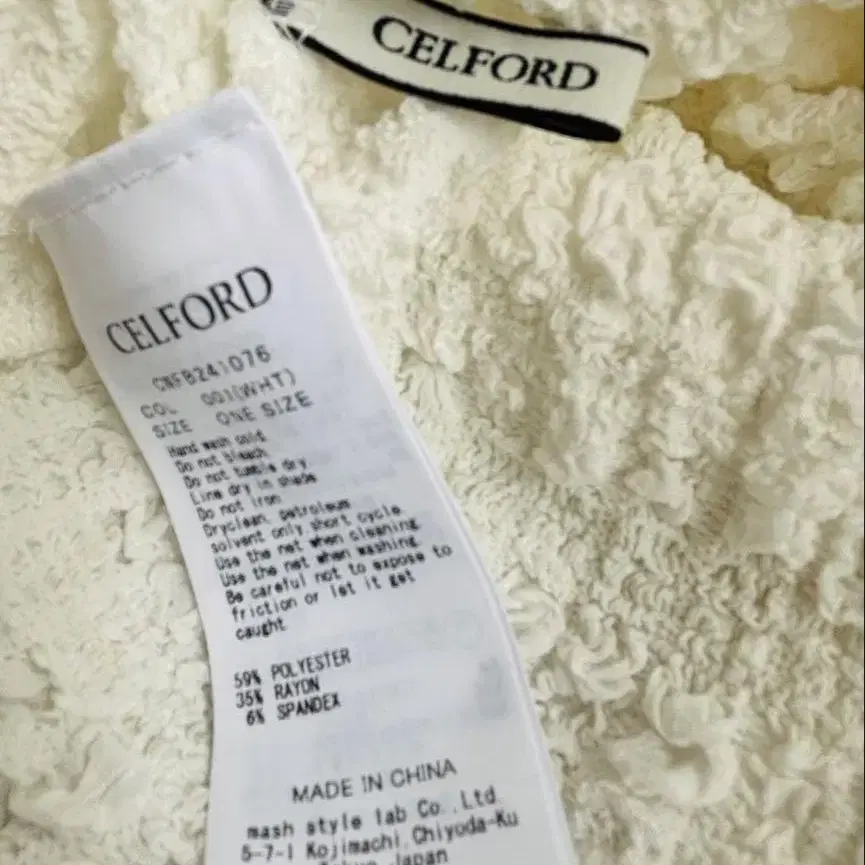 CELFORD
CELFORD
CWFB241076
COL 001(WHT)
SIZE ONE SIZE
Hand wash cold
Do not bleach
Do not tumble dry
Line dry in shade
Do not iron
Dryclean, petroleum
solvent only short cycle.
Use the net when cleaning.
Use the net when washing.
Be careful not to expose to
friction or let it get
caught.
59% POLYESTER
35% RAYON
6% SPANDEX
MADE IN CHINA
mash style lab Co.,Ltd.
5-7-1 Kojimachi, Chiyoda-Ku
Tokyo Japan